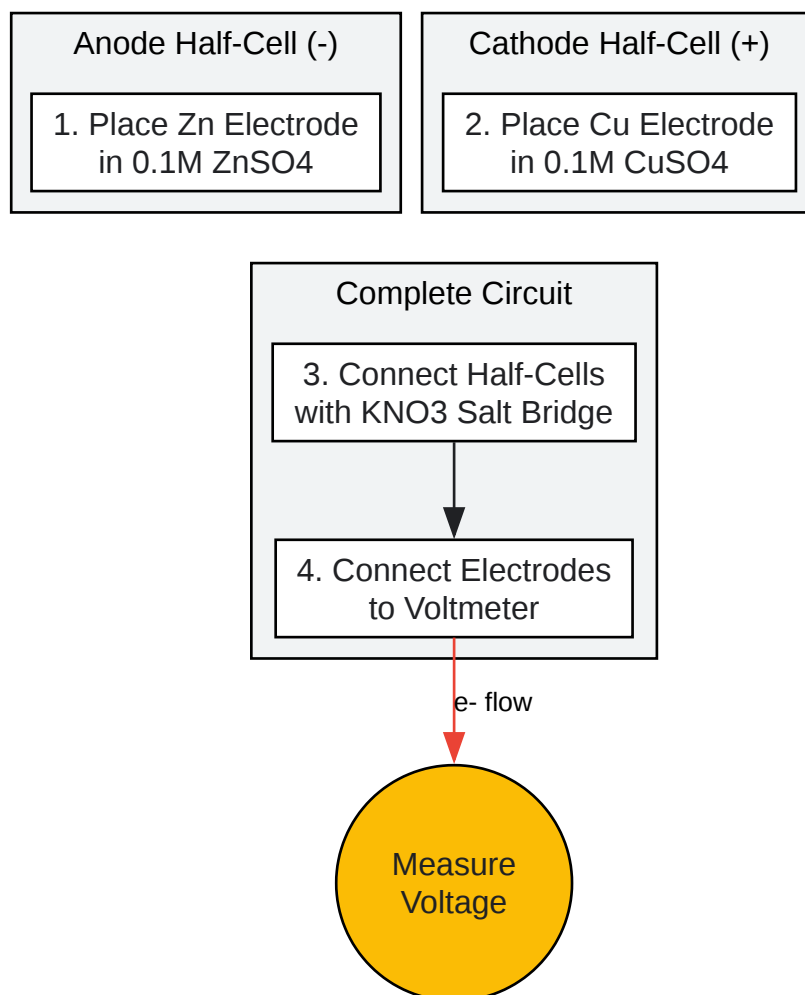 Anode Half-Cell (-)
1. Place Zn Electrode
in 0.1M ZnSO4
Cathode Half-Cell (+)
2. Place Cu Electrode
in 0.1M CuSO4
Complete Circuit
3. Connect Half-Cells
with KNO3 Salt Bridge
4. Connect Electrodes
to Voltmeter
e- flow
Measure
Voltage